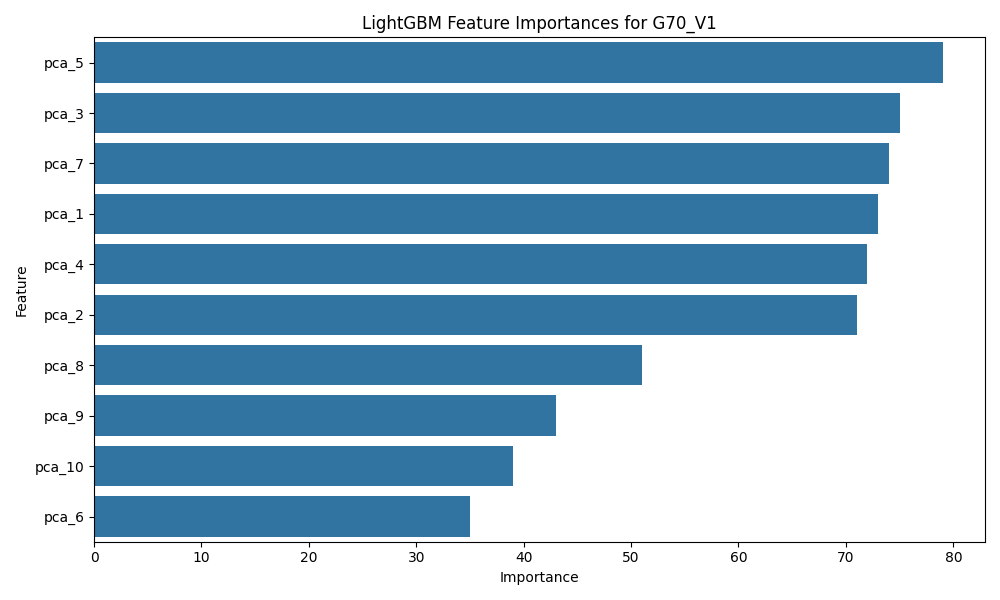 LightGBM Feature Importances for G70_V1
Feature
pca_5
pca_3
pca_7
pca_1
pca_4
pca_2
pca_8
pca_9
pca_10
pca_6
0 10 20 30 40 50 60 70 80
Importance